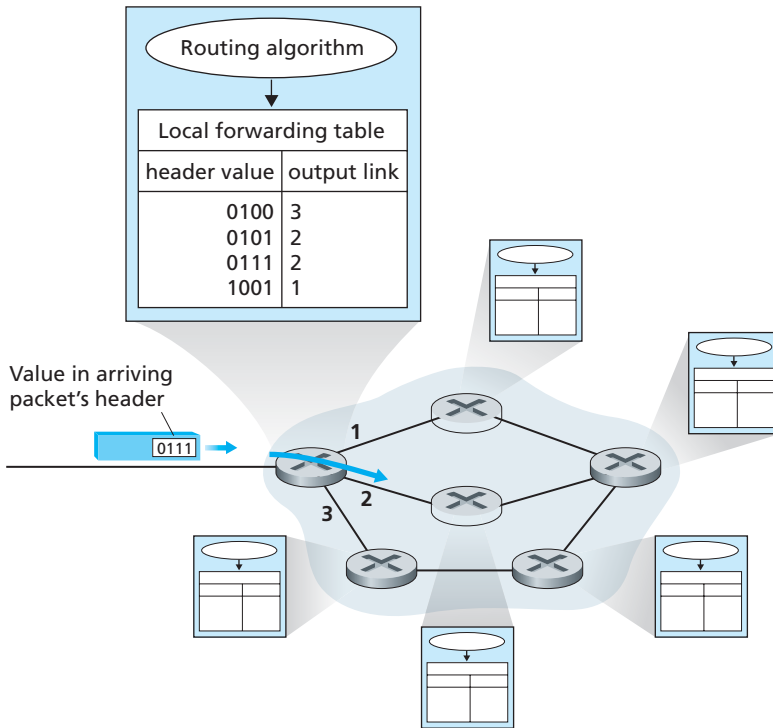 Routing algorithm
Local forwarding table
header value output link
0100 3
0101 2
0111 2
1001 1
Value in arriving
packet's header
0111
1
2
3